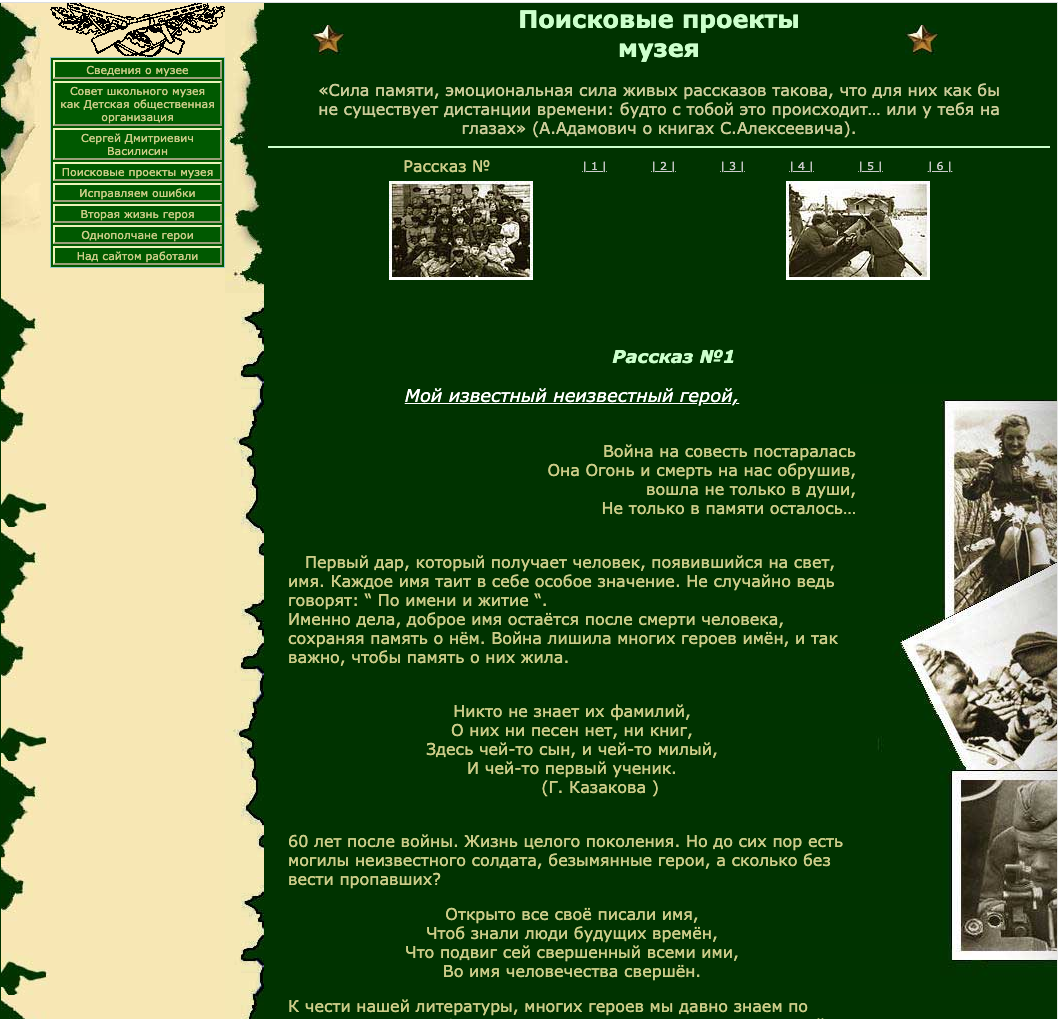 Сведения о музее
Совет школьного музея
как Детская общественная
организация
Сергей Дмитриевич
Василисин
Поисковые проекты музея
Исправляем ошибки
Вторая жизнь героя
Однополчане герои
Над сайтом работали
Поисковые проекты
музея
«Сила памяти, эмоциональная сила живых рассказов такова, что для них как бы
не существует дистанции времени: будто с тобой это происходит... или у тебя на
глазах» (А.Адамович о книгах С.Алексеевича).
Рассказ № | 1 | | 2 | | 3 | | 4 | | 5 | | 6 |
Рассказ №1
Мой известный неизвестный герой,
Война на совесть постаралась
Она Огонь и смерть на нас обрушив,
вошла не только в души,
Не только в памяти осталось…
Первый дар, который получает человек, появившийся на свет,
имя. Каждое имя таит в себе особое значение. Не случайно ведь
говорят: “ По имени и житие “.
Именно дела, доброе имя остаётся после смерти человека,
сохраняя память о нём. Война лишила многих героев имён, и так
важно, чтобы память о них жила.
Никто не знает их фамилий,
О них ни песен нет, ни книг,
Здесь чей-то сын, и чей-то милый,
И чей-то первый ученик.
(Г. Казакова )
60 лет после войны. Жизнь целого поколения. Но до сих пор есть
могилы неизвестного солдата, безымянные герои, а сколько без
вести пропавших?
Открыто все своё писали имя,
Чтоб знали люди будущих времён,
Что подвиг сей свершенный всеми ими,
Во имя человечества свершён.
К чести нашей литературы, многих героев мы давно знаем по